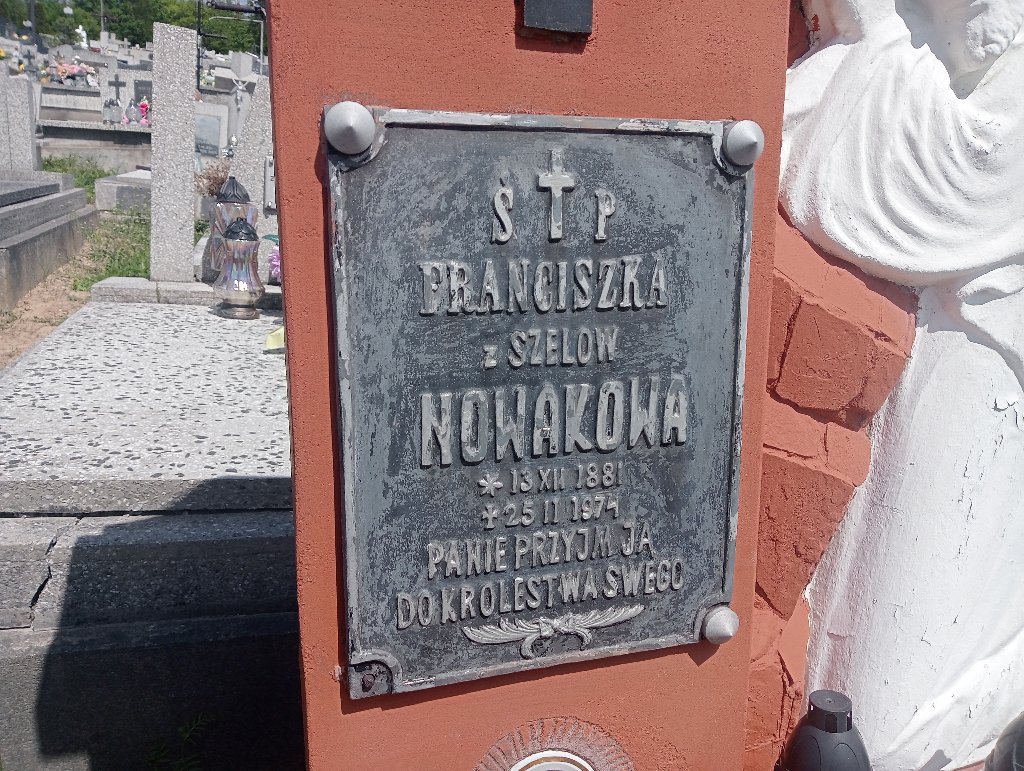 Ś † P
FRANCISZKA
z SZELOW
NOWAKOWA
* 13 XII 1881
† 25 II 1974
PANIE PRZYJM JA
DO KROLESTWA SWEGO